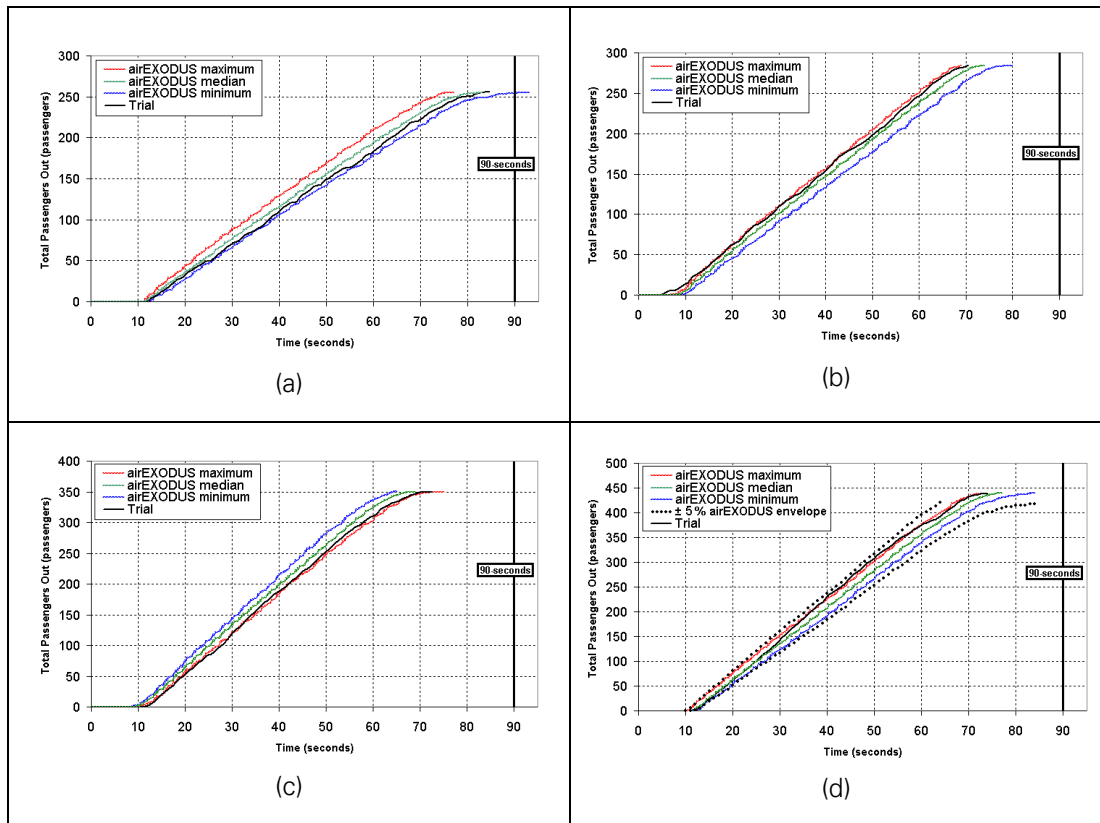 300
250
200
150
100
50
0
Total Passengers Out (passengers)
airEXODUS maximum
airEXODUS median
airEXODUS minimum
Trial
90-seconds
0 10 20 30 40 50 60 70 80 90
Time (seconds)
(a)
300
250
200
150
100
50
0
Total Passengers Out (passengers)
airEXODUS maximum
airEXODUS median
airEXODUS minimum
Trial
90-seconds
0 10 20 30 40 50 60 70 80 90
Time (seconds)
(b)
400
350
300
250
200
150
100
50
0
Total Passengers Out (passengers)
airEXODUS maximum
airEXODUS median
airEXODUS minimum
Trial
90-seconds
0 10 20 30 40 50 60 70 80 90
Time (seconds)
(c)
500
450
400
350
300
250
200
150
100
50
0
Total Passengers Out (passengers)
airEXODUS maximum
airEXODUS median
airEXODUS minimum
± 5% airEXODUS envelope
Trial
90-seconds
0 10 20 30 40 50 60 70 80 90
Time (seconds)
(d)